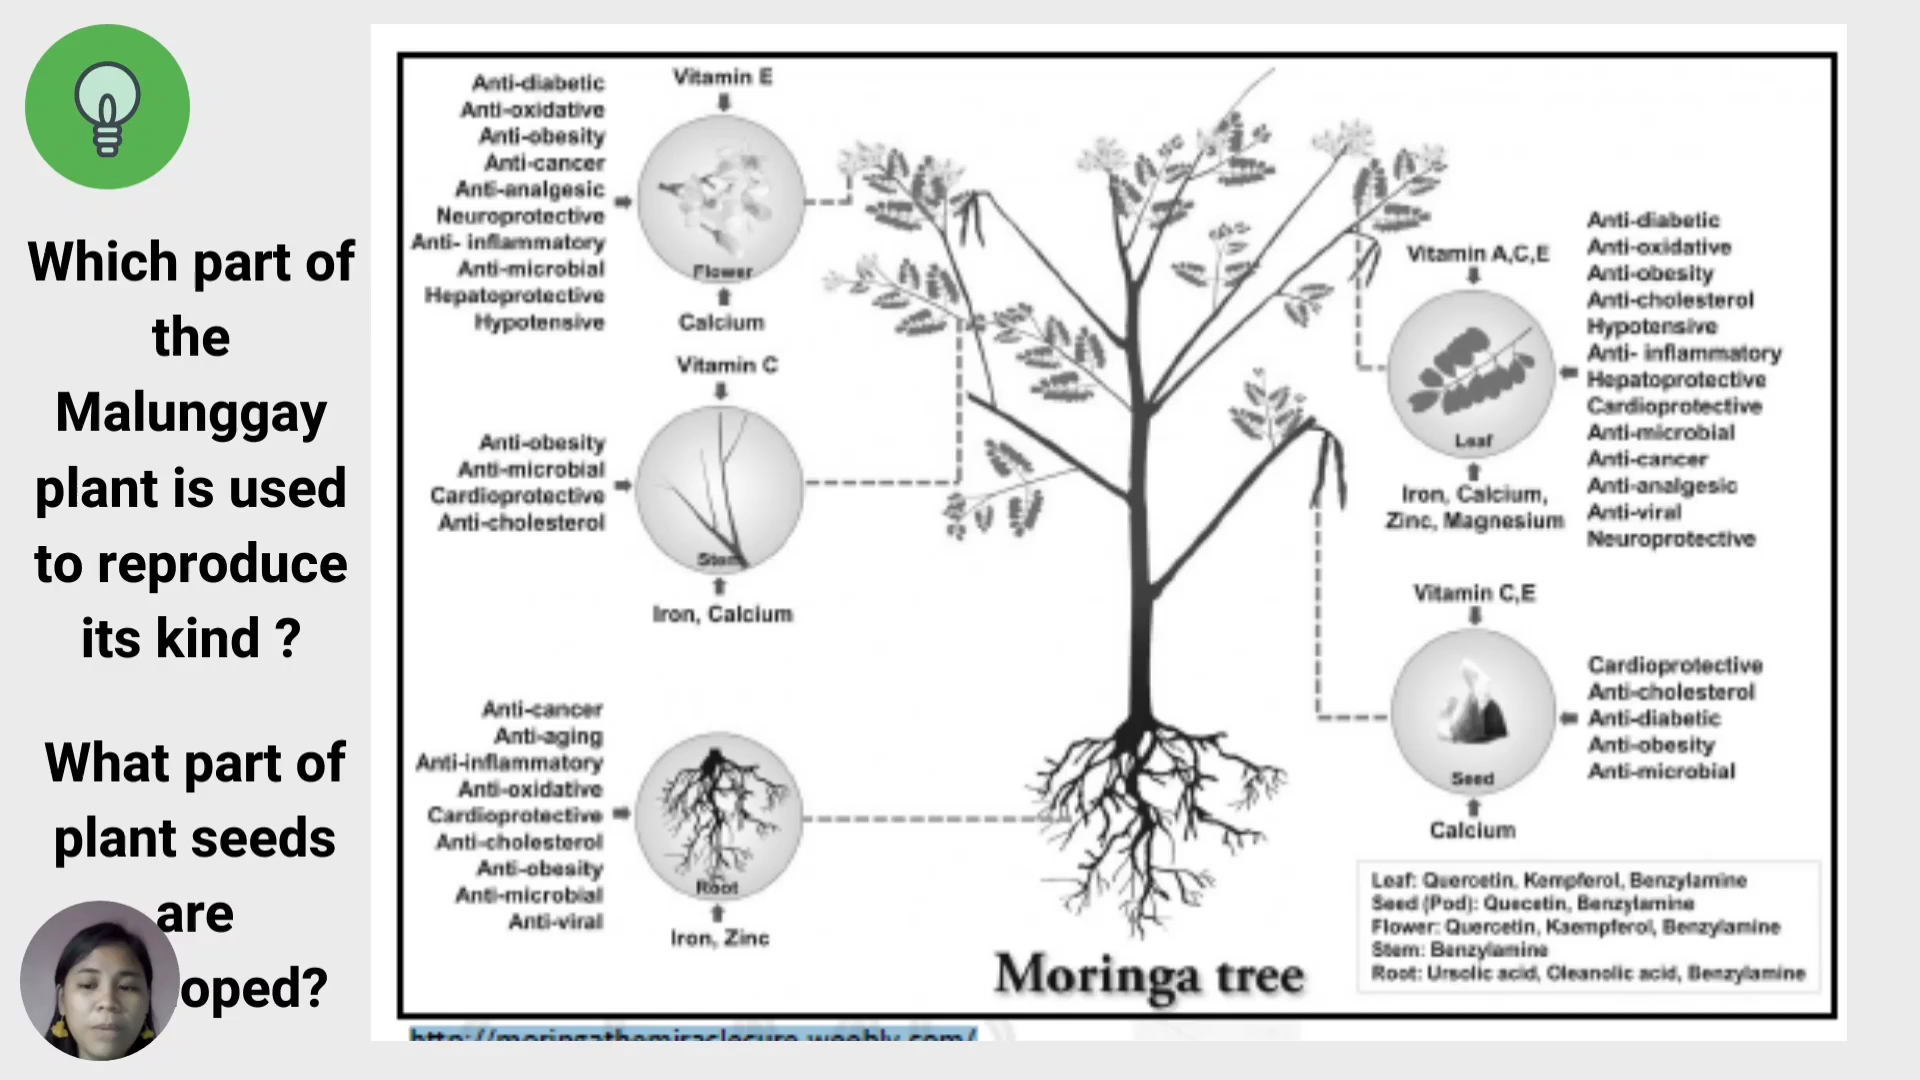 Which part of
the
Malunggay
plant is used
to reproduce
its kind ?
What part of
plant seeds
are
oped?
Anti-diabetic
Anti-oxidative
Anti-obesity
Anti-cancer
Anti-analgesic
Neuroprotective
Anti- inflammatory
Anti-microbial
Hepatoprotective
Hypotensive
Vitamin E
Flower
Calcium
Vitamin C
Anti-obesity
Anti-microbial
Cardioprotective
Anti-cholesterol
Stem
Iron, Calcium
Anti-cancer
Anti-aging
Anti-inflammatory
Anti-oxidative
Cardioprotective
Anti-cholesterol
Anti-obesity
Anti-microbial
Anti-viral
Root
Iron, Zinc
Vitamin A,C,E
Leaf
Iron, Calcium,
Zinc, Magnesium
Anti-diabetic
Anti-oxidative
Anti-obesity
Anti-cholesterol
Hypotensive
Anti- inflammatory
Hepatoprotective
Cardioprotective
Anti-microbial
Anti-cancer
Anti-analgesic
Anti-viral
Neuroprotective
Vitamin C,E
Seed
Calcium
Cardioprotective
Anti-cholesterol
Anti-diabetic
Anti-obesity
Anti-microbial
Leaf: Quercetin, Kempferol, Benzylamine
Seed (Pod): Quecetin, Benzylamine
Flower: Quercetin, Kaempferol, Benzylamine
Stem: Benzylamine
Root: Ursolic acid, Oleanolic acid, Benzylamine
Moringa tree
http://moringathemiraclecure.weebly.com/